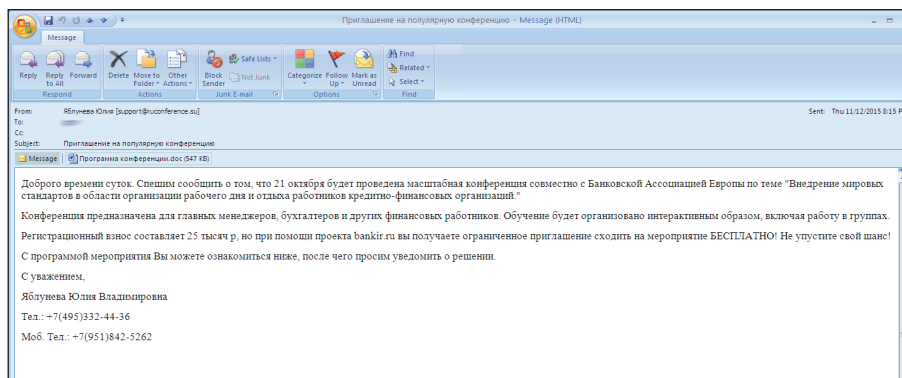 Приглашение на популярную конференцию - Message (HTML)
Message
Reply Reply to All Forward Delete Move to Folder Other Actions Block Sender Safe Lists Not Junk Categorize Follow Up Mark as Unread Find Related Select
Respond Actions Junk E-mail Options Find
From: Яблунева Юлия [support@ruconference.su] Sent: Thu 11/12/2015 8:15 P
To:
Cc:
Subject: Приглашение на популярную конференцию
Message Программа конференции.doc (547 KB)
Доброго времени суток. Спешим сообщить о том, что 21 октября будет проведена масштабная конференция совместно с Банковской Ассоциацией Европы по теме "Внедрение мировых
стандартов в области организации рабочего дня и отдыха работников кредитно-финансовых организаций."
Конференция предназначена для главных менеджеров, бухгалтеров и других финансовых работников. Обучение будет организовано интерактивным образом, включая работу в группах.
Регистрационный взнос составляет 25 тысяч р, но при помощи проекта bankir.ru вы получаете ограниченное приглашение сходить на мероприятие БЕСПЛАТНО! Не упустите свой шанс!
С программой мероприятия Вы можете ознакомиться ниже, после чего просим уведомить о решении.
С уважением,
Яблунева Юлия Владимировна
Тел.: +7(495)332-44-36
Моб. Тел.: +7(951)842-5262